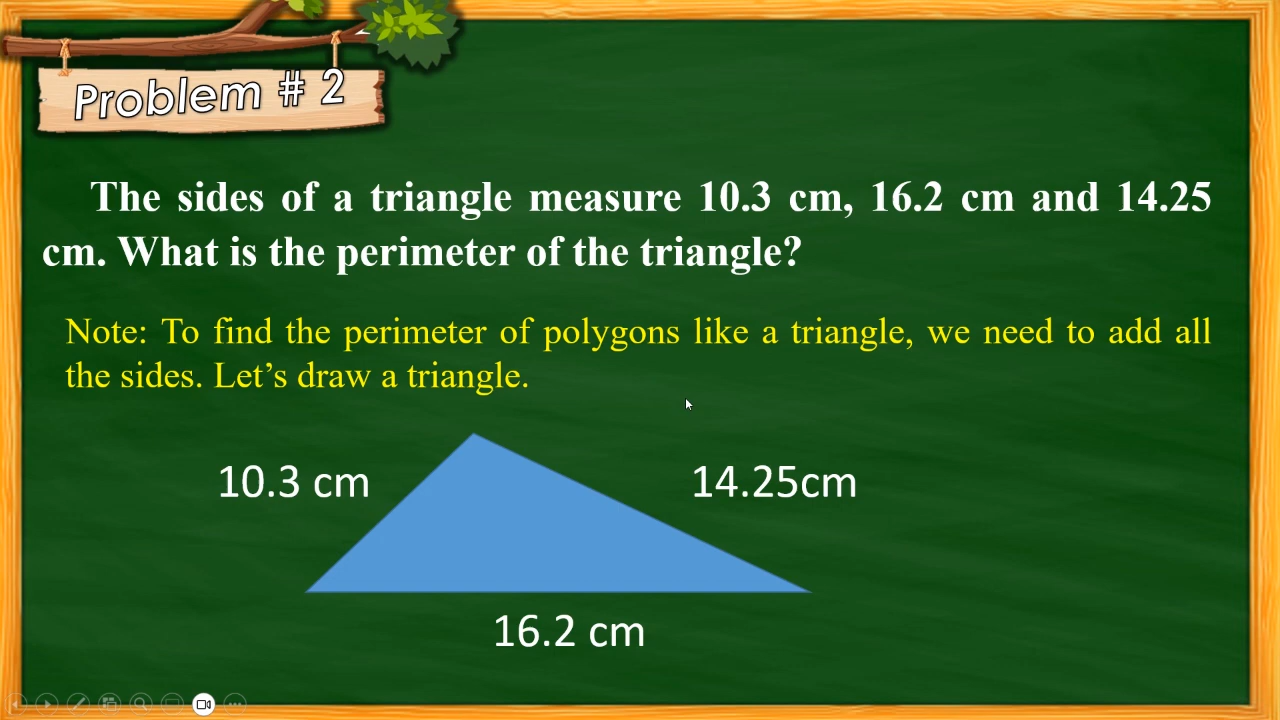 Problem # 2
The sides of a triangle measure 10.3 cm, 16.2 cm and 14.25
cm. What is the perimeter of the triangle?
Note: To find the perimeter of polygons like a triangle, we need to add all
the sides. Let’s draw a triangle.
10.3 cm
14.25cm
16.2 cm